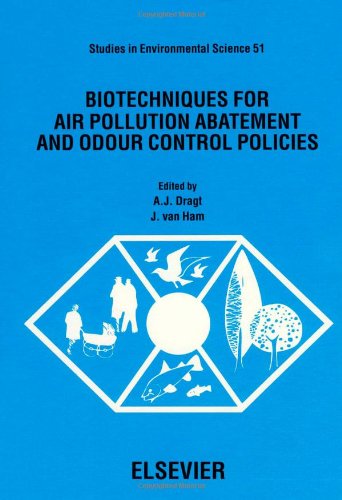 Studies in Environmental Science 51
BIOTECHNIQUES FOR
AIR POLLUTION ABATEMENT
AND ODOUR CONTROL POLICIES
Edited by
A.J. Dragt
J. van Ham
ELSEVIER